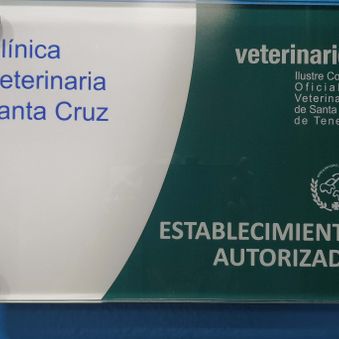 línica
eterinaria
anta Cruz
veterinario
Ilustre Co
Oficial
Veterina
de Santa
de Tene
ESTABLECIMIENT
AUTORIZAD